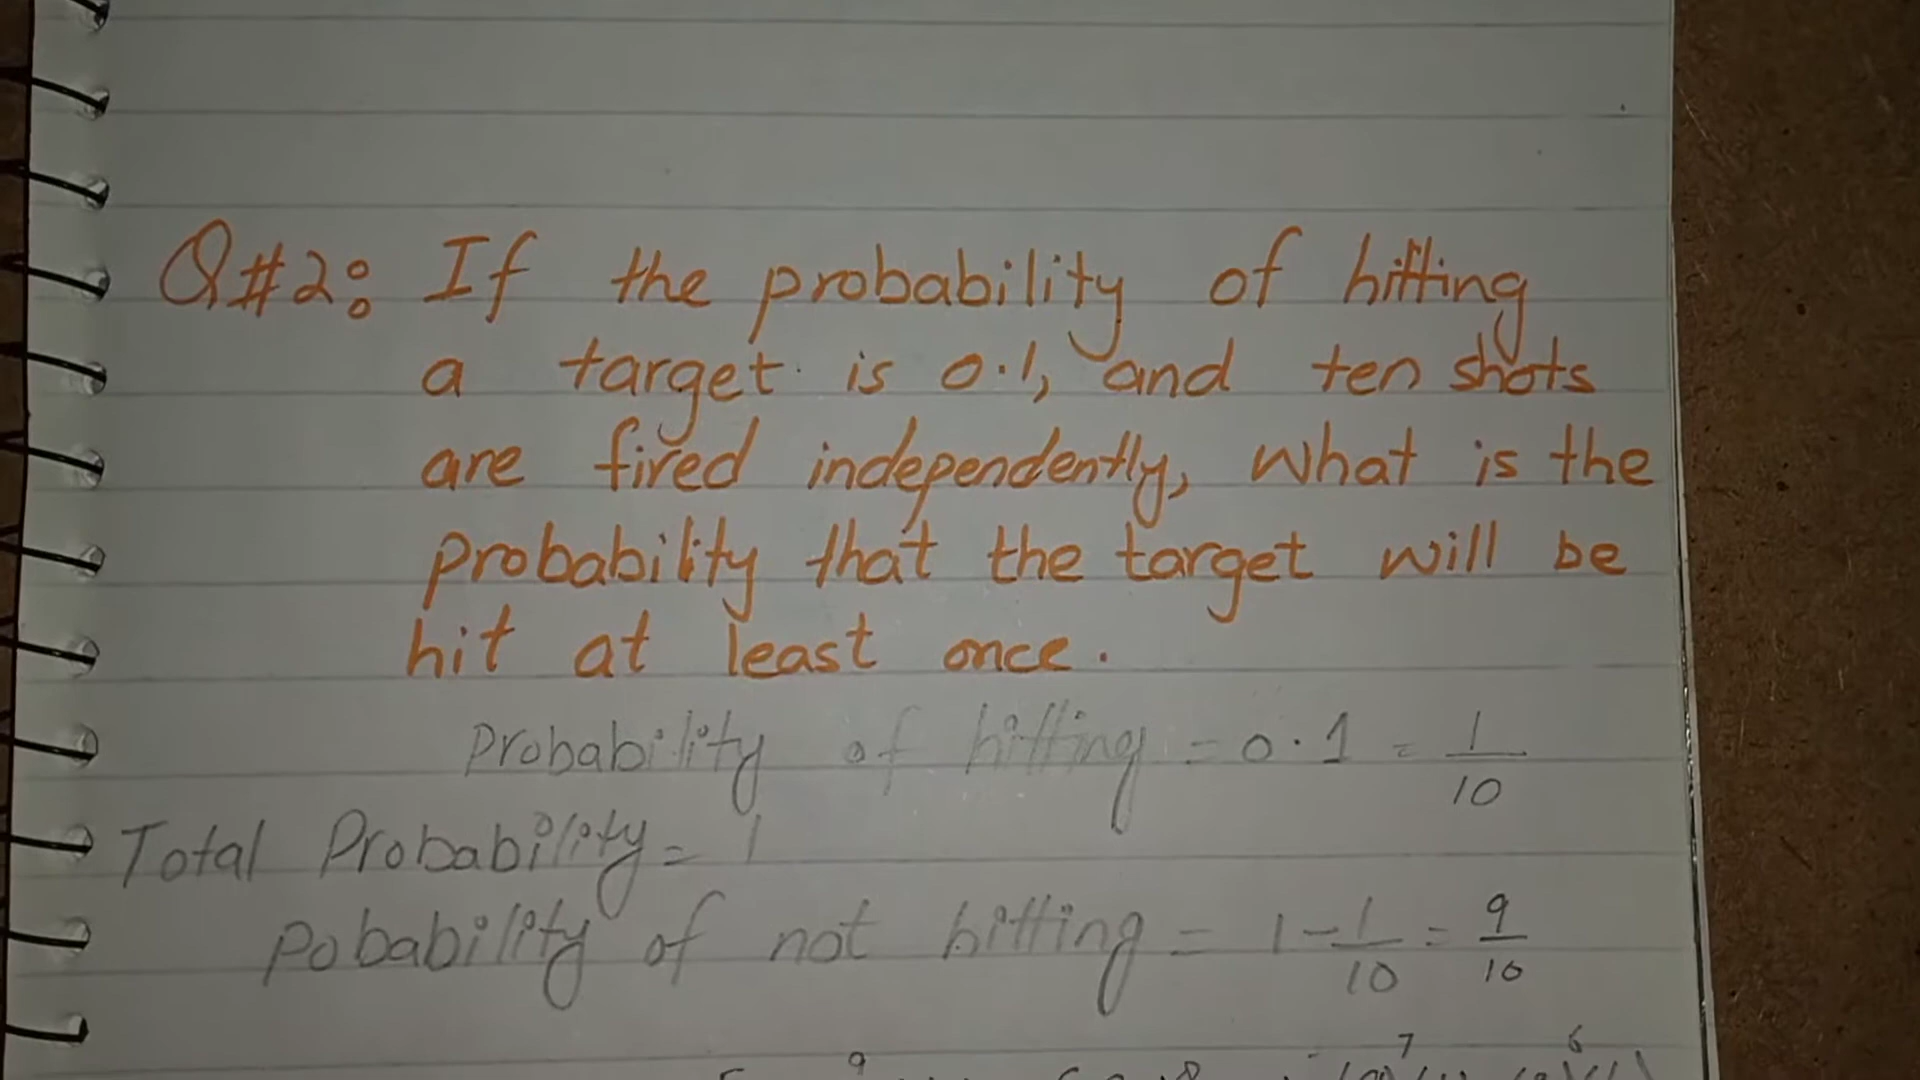 Q#2: If the probability of hitting
a target is 0.1, and ten shots
are fired independently, what is the
probability that the target will be
hit at least once.
Probability of hitting = 0.1 = 1/10
Total Probability = 1
Pobability of not hitting = 1 - 1/10 = 9/10